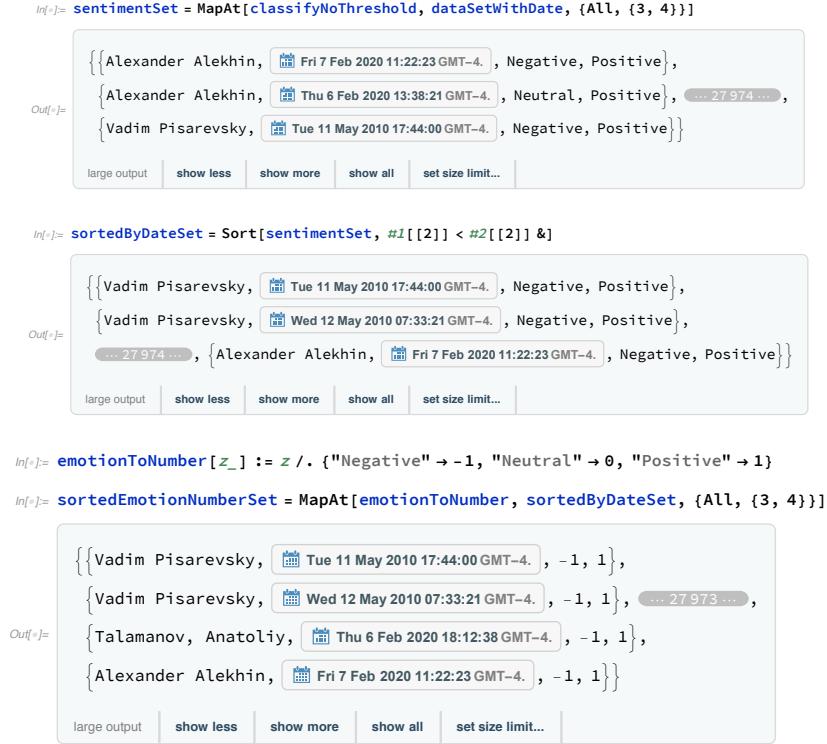 In[◦]:= sentimentSet = MapAt[classifyNoThreshold, dataSetWithDate, {All, {3, 4}}]
{{Alexander Alekhin, Fri 7 Feb 2020 11:22:23 GMT-4. , Negative, Positive},
Out[◦]= {Alexander Alekhin, Thu 6 Feb 2020 13:38:21 GMT-4. , Neutral, Positive}, ⋯ 27974 ⋯ ,
{Vadim Pisarevsky, Tue 11 May 2010 17:44:00 GMT-4. , Negative, Positive}}
large output show less show more show all set size limit...
In[◦]:= sortedByDateSet = Sort[sentimentSet, #1[[2]] < #2[[2]] &]
{{Vadim Pisarevsky, Tue 11 May 2010 17:44:00 GMT-4. , Negative, Positive},
{Vadim Pisarevsky, Wed 12 May 2010 07:33:21 GMT-4. , Negative, Positive},
Out[◦]= ⋯ 27974 ⋯ , {Alexander Alekhin, Fri 7 Feb 2020 11:22:23 GMT-4. , Negative, Positive}}
large output show less show more show all set size limit...
In[◦]:= emotionToNumber[z_] := z /. {"Negative" → -1, "Neutral" → 0, "Positive" → 1}
In[◦]:= sortedEmotionNumberSet = MapAt[emotionToNumber, sortedByDateSet, {All, {3, 4}}]
{{Vadim Pisarevsky, Tue 11 May 2010 17:44:00 GMT-4. , -1, 1},
{Vadim Pisarevsky, Wed 12 May 2010 07:33:21 GMT-4. , -1, 1}, ⋯ 27973 ⋯ ,
Out[◦]= {Talamanov, Anatoliy, Thu 6 Feb 2020 18:12:38 GMT-4. , -1, 1},
{Alexander Alekhin, Fri 7 Feb 2020 11:22:23 GMT-4. , -1, 1}}
large output show less show more show all set size limit...